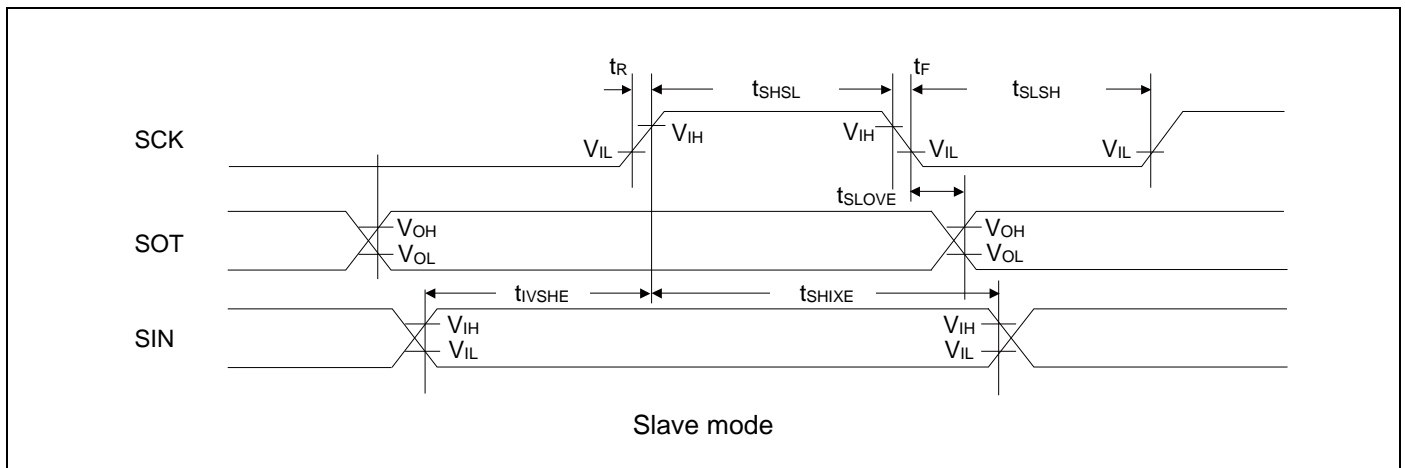 tR tSHSL tF tSLSH
SCK VIL VIH VIH VIL VIL
tSLOVE
SOT VOH VOH
VOL VOL
tIVSHE tSHIXE
SIN VIH VIH
VIL VIL
Slave mode